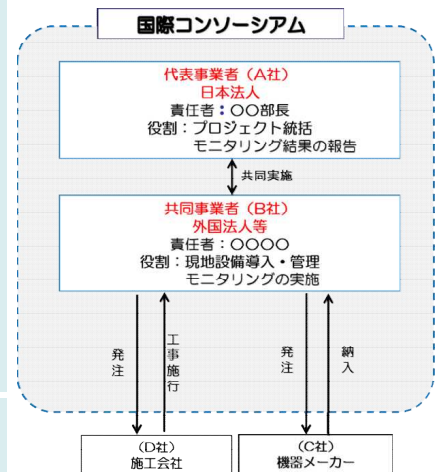 国際コンソーシアム
代表事業者（A社）
日本法人
責任者：〇〇部長
役割：プロジェクト統括
モニタリング結果の報告
共同実施
共同事業者（B社）
外国法人等
責任者：〇〇〇〇
役割：現地設備導入・管理
モニタリングの実施
発注
工事施行
発注
納入
（D社）
施工会社
（C社）
機器メーカー